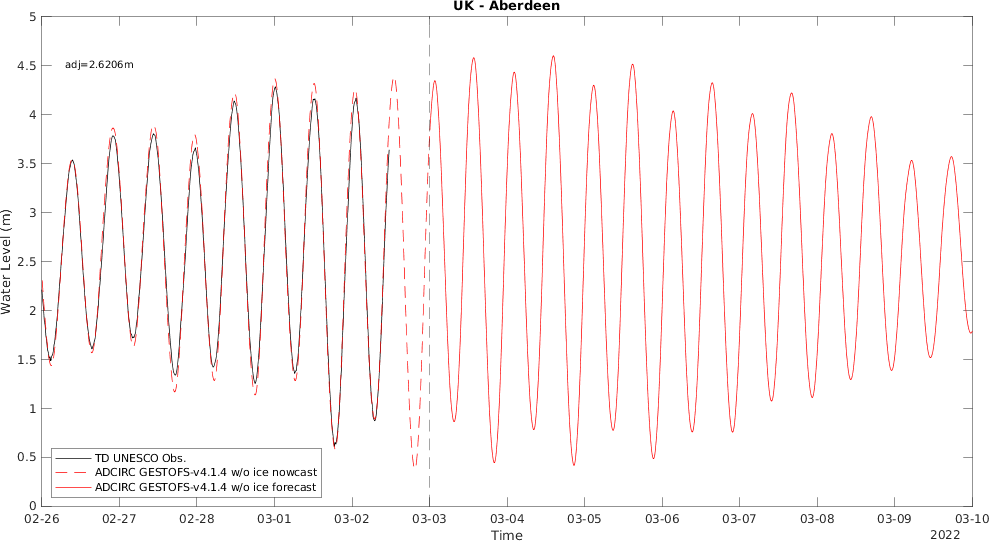 UK - Aberdeen
5
4.5
4
3.5
3
2.5
2
1.5
1
0.5
0
Water Level (m)
adj=2.6206m
TD UNESCO Obs.
ADCIRC GESTOFS-v4.1.4 w/o ice nowcast
ADCIRC GESTOFS-v4.1.4 w/o ice forecast
02-26 02-27 02-28 03-01 03-02 03-03 03-04 03-05 03-06 03-07 03-08 03-09 03-10
Time
2022